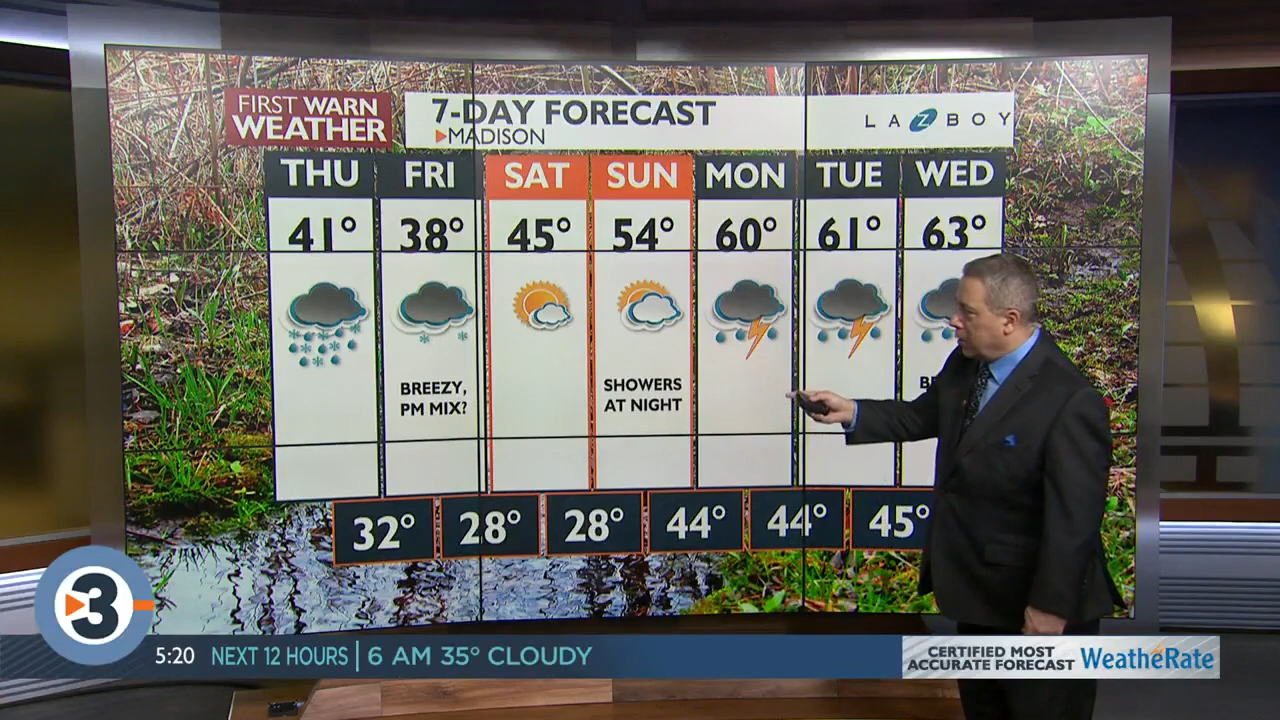 FIRST WARN
WEATHER
7-DAY FORECAST
MADISON
LA Z BOY
THU FRI SAT SUN MON TUE WED
41° 38° 45° 54° 60° 61° 63°
BREEZY,
PM MIX?
SHOWERS
AT NIGHT
32° 28° 28° 44° 44° 45°
3
5:20 NEXT 12 HOURS | 6 AM 35° CLOUDY
CERTIFIED MOST
ACCURATE FORECAST
WeatheRate